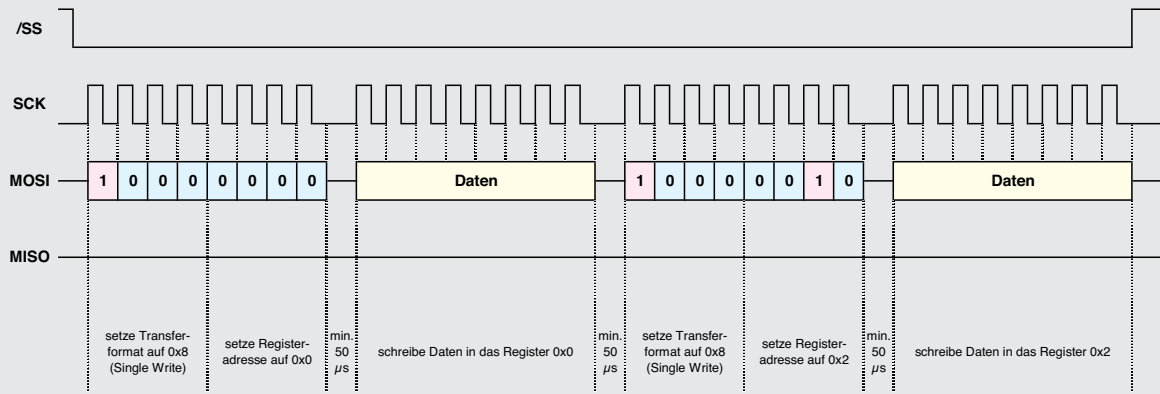 /SS
SCK
MOSI
1 0 0 0 0 0 0 0
Daten
1 0 0 0 0 0 1 0
Daten
MISO
setze Transfer-
format auf 0x8
(Single Write)
setze Register-
adresse auf 0x0
min.
50
µs
schreibe Daten in das Register 0x0
min.
50
µs
setze Transfer-
format auf 0x8
(Single Write)
setze Register-
adresse auf 0x2
min.
50
µs
schreibe Daten in das Register 0x2